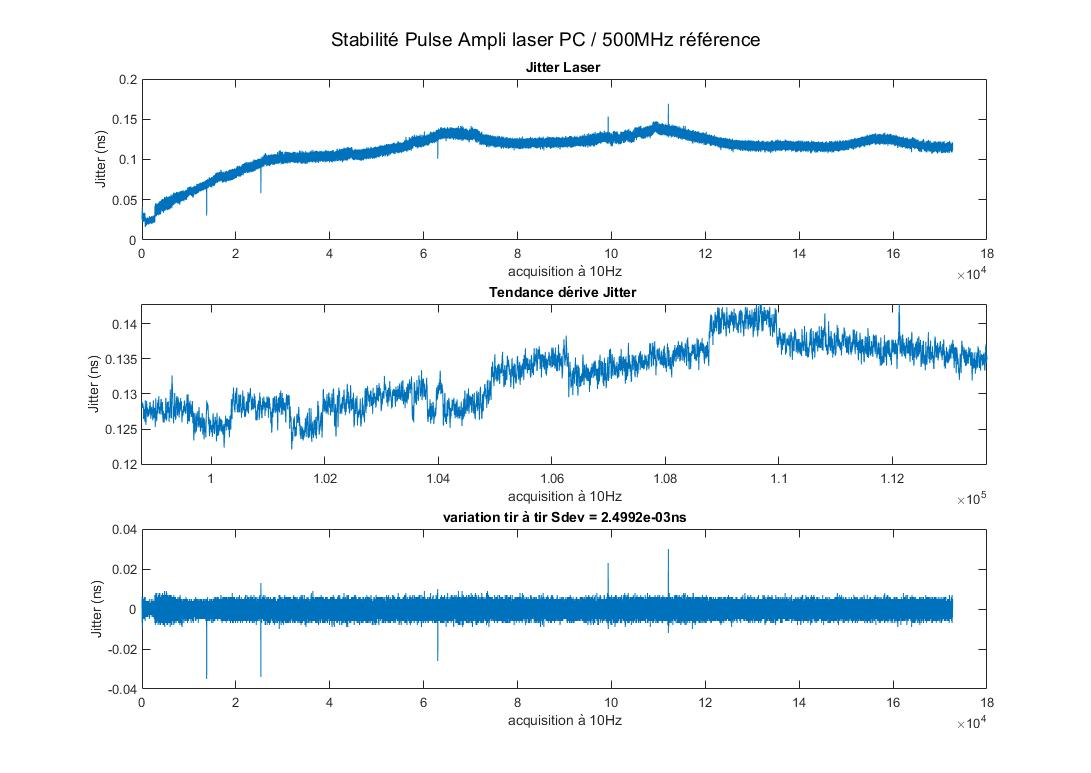 Stabilité Pulse Ampli laser PC / 500MHz référence
Jitter Laser
0.2
0.15
0.1
0.05
0
Jitter (ns)
0 2 4 6 8 10 12 14 16 18
acquisition à 10Hz
×10^4
Tendance dérive Jitter
0.14
0.135
0.13
0.125
0.12
Jitter (ns)
1 1.02 1.04 1.06 1.08 1.1 1.12
acquisition à 10Hz
×10^5
variation tir à tir Sdev = 2.4992e-03ns
0.04
0.02
0
-0.02
-0.04
Jitter (ns)
0 2 4 6 8 10 12 14 16 18
acquisition à 10Hz
×10^4